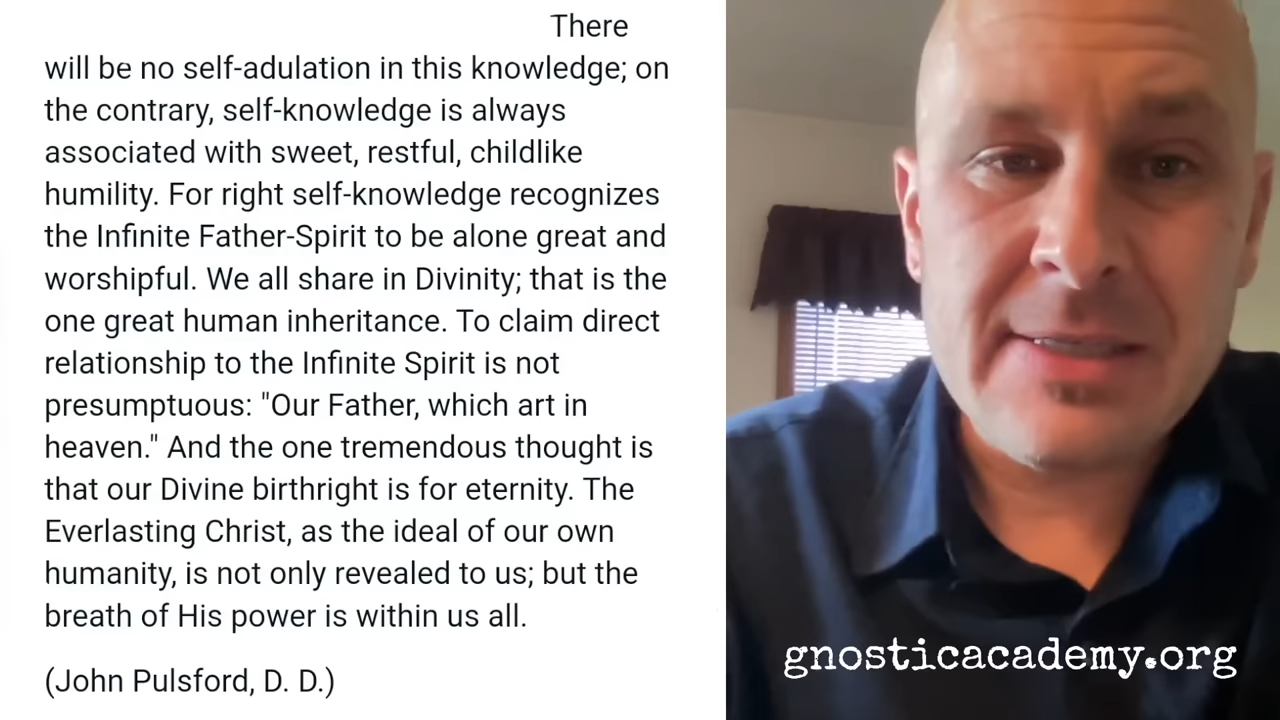 There
will be no self-adulation in this knowledge; on
the contrary, self-knowledge is always
associated with sweet, restful, childlike
humility. For right self-knowledge recognizes
the Infinite Father-Spirit to be alone great and
worshipful. We all share in Divinity; that is the
one great human inheritance. To claim direct
relationship to the Infinite Spirit is not
presumptuous: "Our Father, which art in
heaven." And the one tremendous thought is
that our Divine birthright is for eternity. The
Everlasting Christ, as the ideal of our own
humanity, is not only revealed to us; but the
breath of His power is within us all.
(John Pulsford, D. D.)
gnosticacademy.org